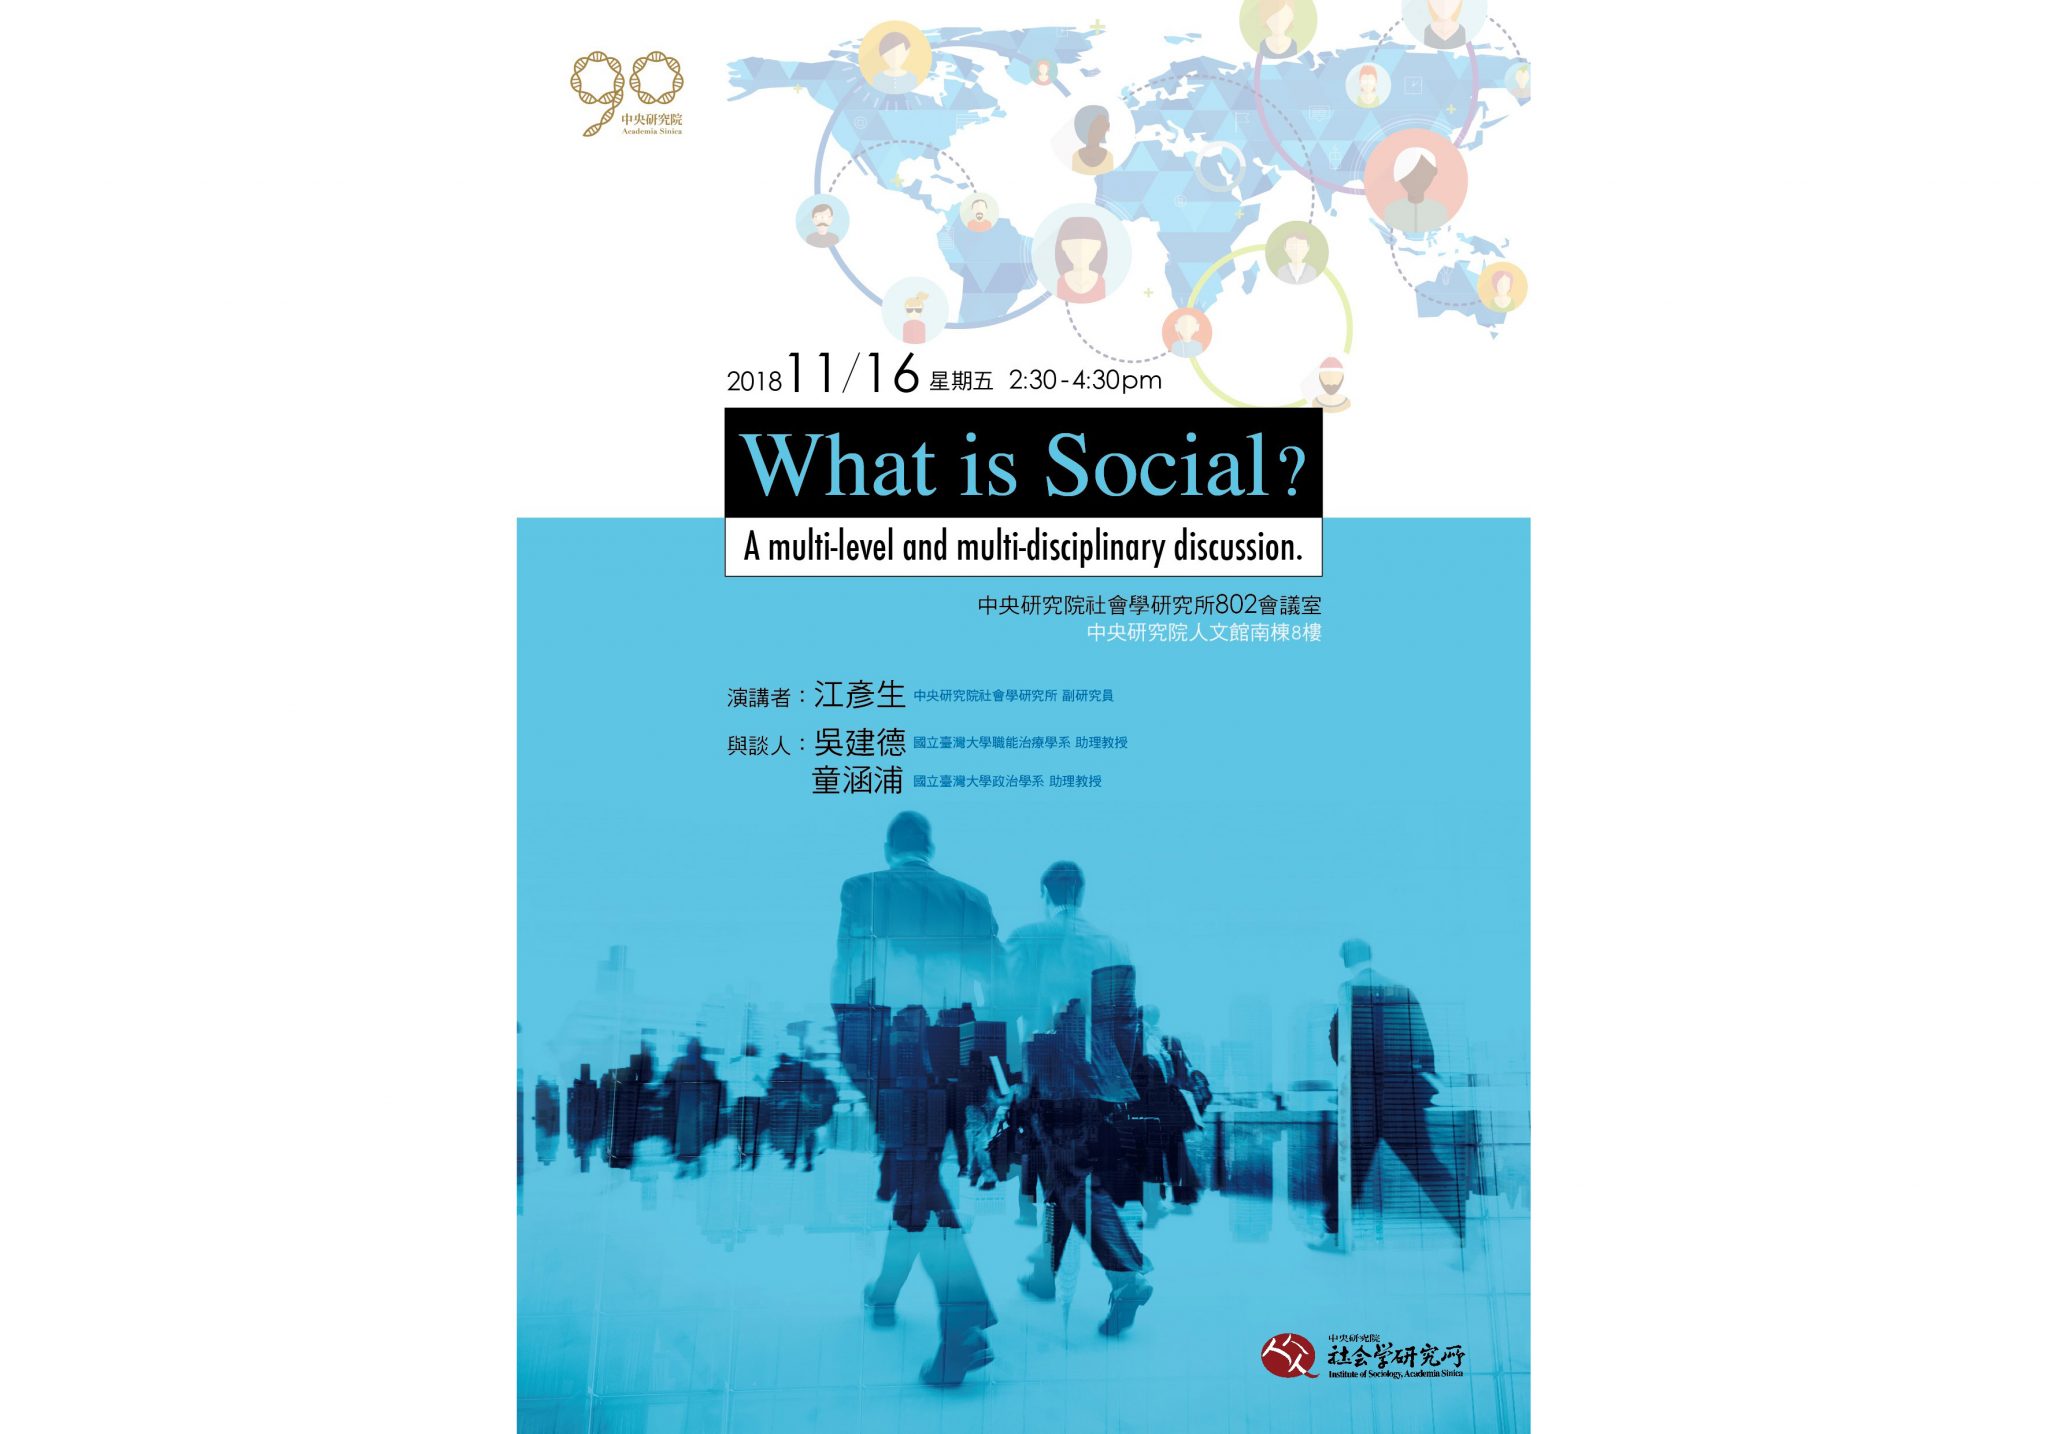 90
中央研究院
Academia Sinica
2018 11/16 星期五 2:30-4:30pm
What is Social?
A multi-level and multi-disciplinary discussion.
中央研究院社會學研究所802會議室
中央研究院人文館南棟8樓
演講者：江彥生 中央研究院社會學研究所 副研究員
與談人：吳建德 國立臺灣大學職能治療學系 助理教授
童涵浦 國立臺灣大學政治學系 助理教授
中央研究院
社会学研究所
Institute of Sociology, Academia Sinica